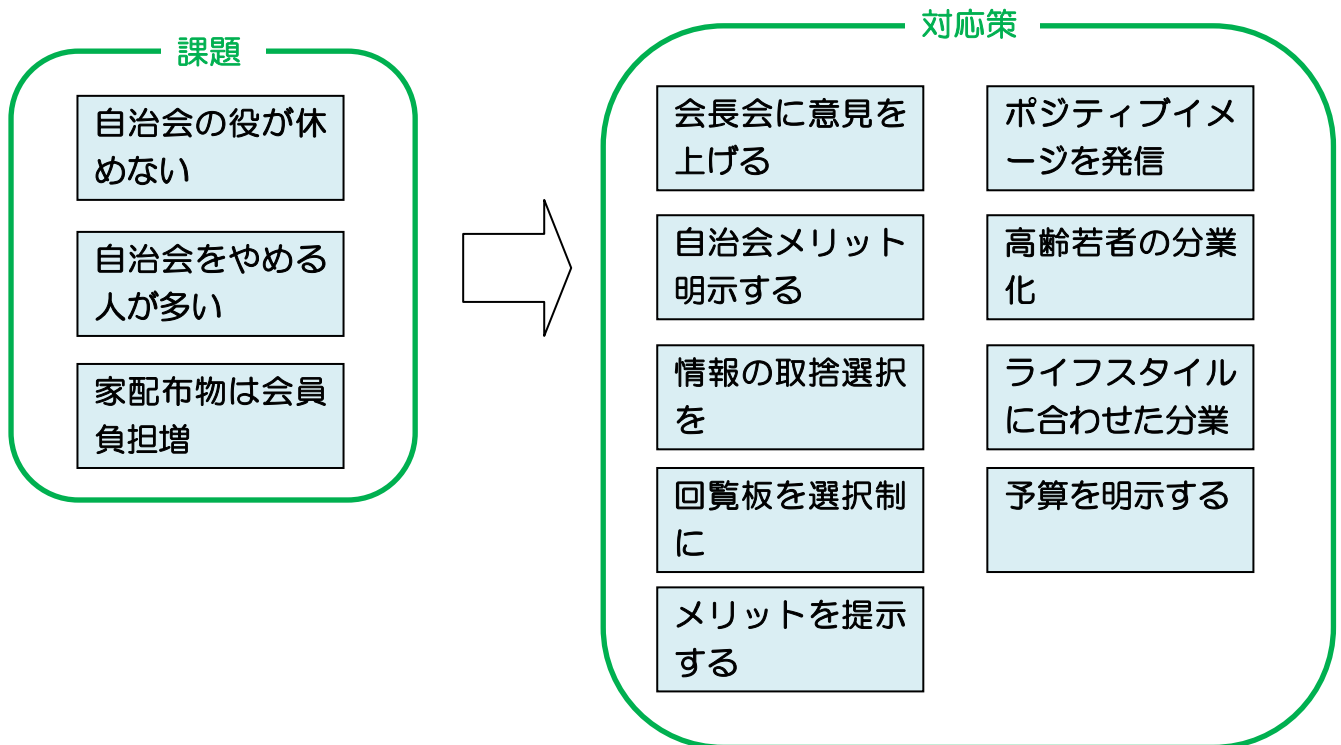 課題
自治会の役が休
めない
自治会をやめる
人が多い
家配布物は会員
負担増
対応策
会長会に意見を
上げる
自治会メリット
明示する
情報の取捨選択
を
回覧板を選択制
に
メリットを提示
する
ポジティブイメ
ージを発信
高齢若者の分業
化
ライフスタイル
に合わせた分業
予算を明示する